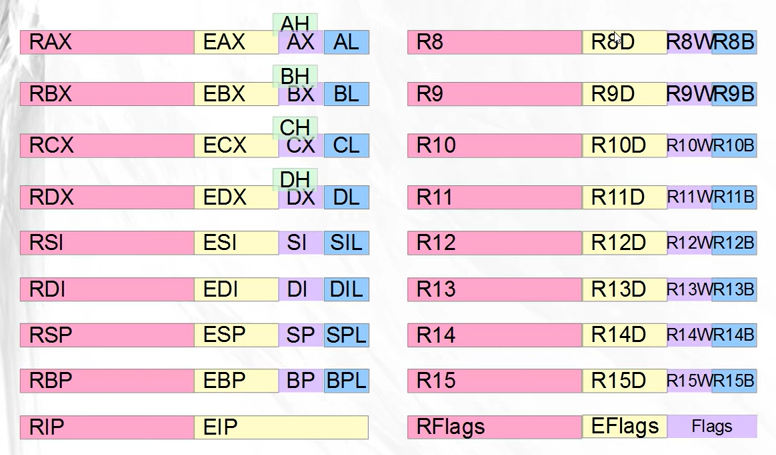 AH
RAX EAX AX AL R8 R8D R8W R8B
BH
RBX EBX BX BL R9 R9D R9W R9B
CH
RCX ECX CX CL R10 R10D R10W R10B
DH
RDX EDX DX DL R11 R11D R11W R11B
RSI ESI SI SIL R12 R12D R12W R12B
RDI EDI DI DIL R13 R13D R13W R13B
RSP ESP SP SPL R14 R14D R14W R14B
RBP EBP BP BPL R15 R15D R15W R15B
RIP EIP RFlags EFlags Flags